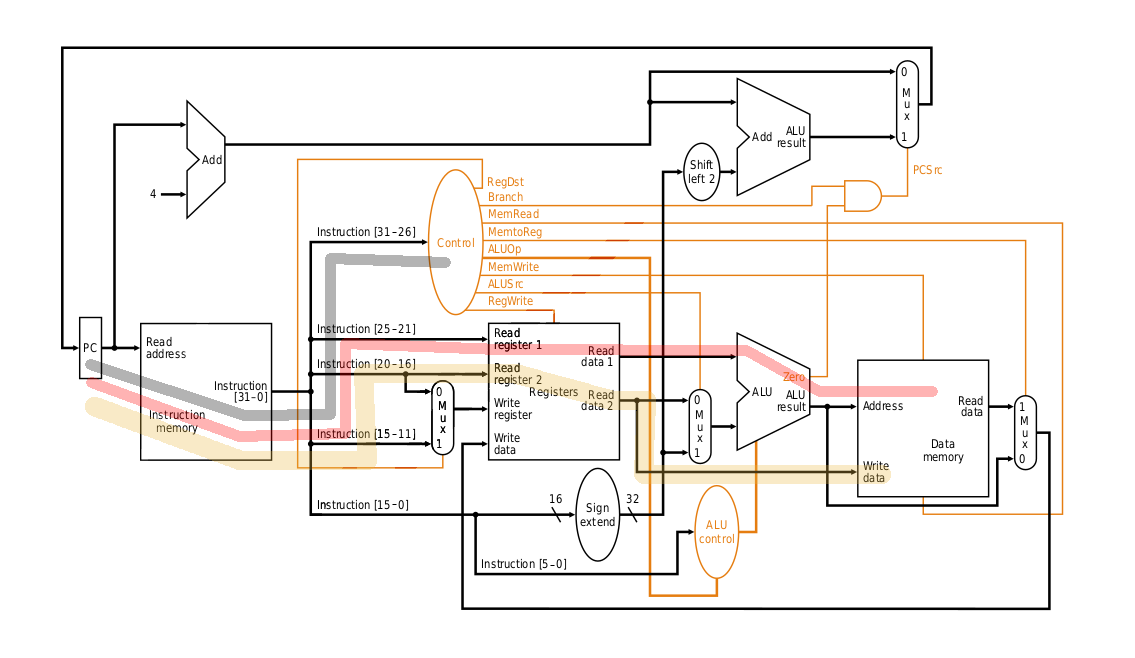 0
M
u
x
1
Add
ALU
result
Add
Shift
left 2
4
PCSrc
RegDst
Branch
MemRead
MemtoReg
ALUOp
MemWrite
ALUSrc
RegWrite
Control
Instruction [31–26]
Instruction [25–21]
Instruction [20–16]
Instruction [15–11]
Instruction [15–0]
Instruction [5–0]
PC
Read
address
Instruction
[31–0]
Instruction
memory
0
M
u
x
1
Read
register 1
Read
register 2
Write
register
Write
data
Registers
Read
data 1
Read
data 2
0
M
u
x
1
Zero
ALU
ALU
result
Address
Read
data
Data
memory
Write
data
1
M
u
x
0
16
Sign
extend
32
ALU
control